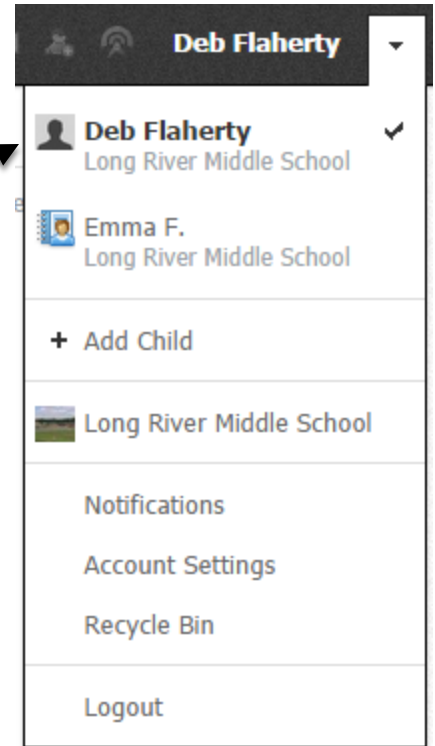 Deb Flaherty
Deb Flaherty
Long River Middle School
Emma F.
Long River Middle School
+ Add Child
Long River Middle School
Notifications
Account Settings
Recycle Bin
Logout